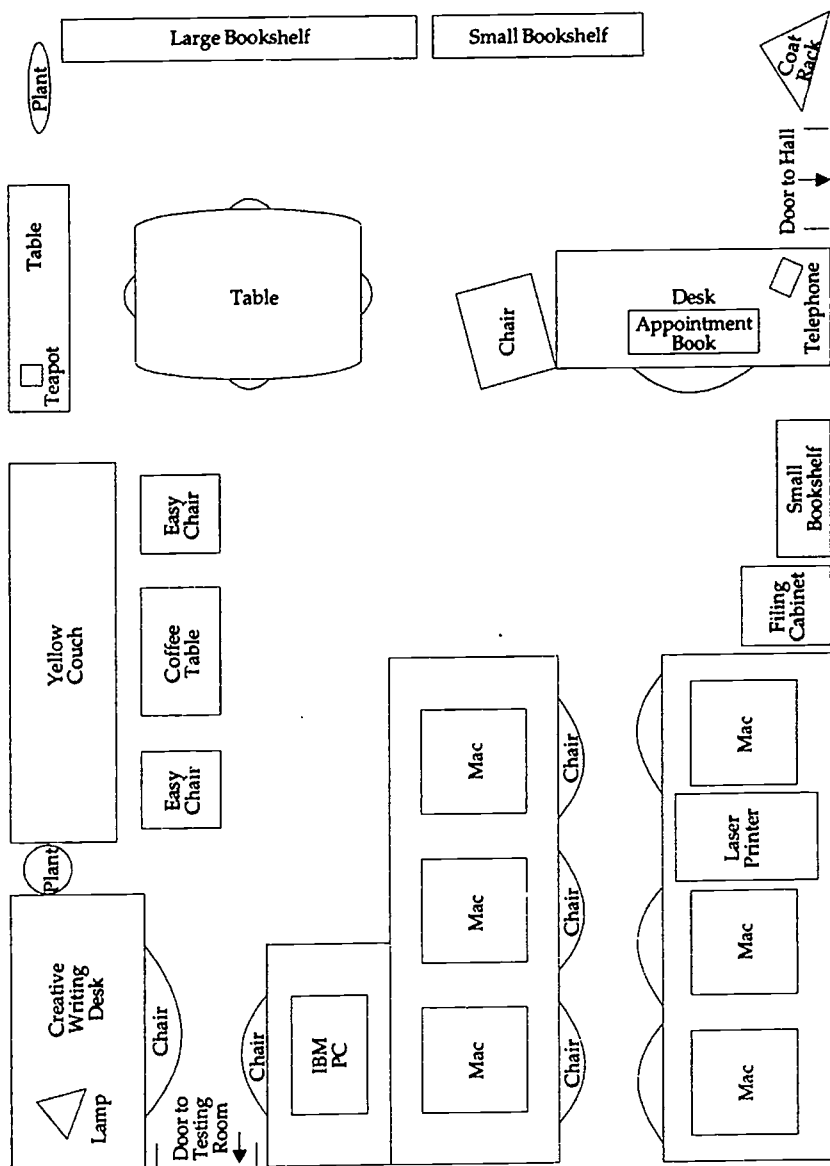 Large Bookshelf
Small Bookshelf
Plant
Coat
Rack
Door to Hall
Table
Teapot
Table
Chair
Desk
Appointment
Book
Telephone
Yellow
Couch
Easy
Chair
Coffee
Table
Easy
Chair
Small
Bookshelf
Filing
Cabinet
Plant
Creative
Writing
Desk
Lamp
Chair
Door to
Testing
Room
Chair
IBM
PC
Mac
Chair
Mac
Chair
Mac
Chair
Mac
Laser
Printer
Mac
Mac